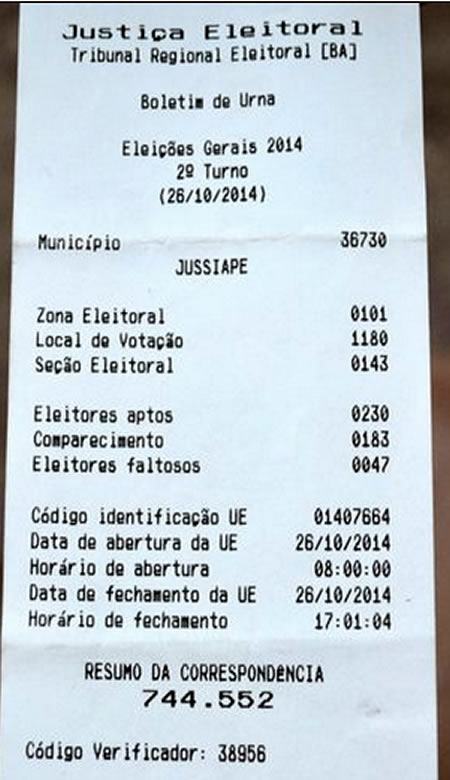 Justiça Eleitoral
Tribunal Regional Eleitoral [BA]
Boletim de Urna
Eleições Gerais 2014
2º Turno
(26/10/2014)
Município 36730
JUSSIAPE
Zona Eleitoral 0101
Local de Votação 1180
Seção Eleitoral 0143
Eleitores aptos 0230
Comparecimento 0183
Eleitores faltosos 0047
Código identificação UE 01407664
Data de abertura da UE 26/10/2014
Horário de abertura 08:00:00
Data de fechamento da UE 26/10/2014
Horário de fechamento 17:01:04
RESUMO DA CORRESPONDÊNCIA
744.552
Código Verificador: 38956